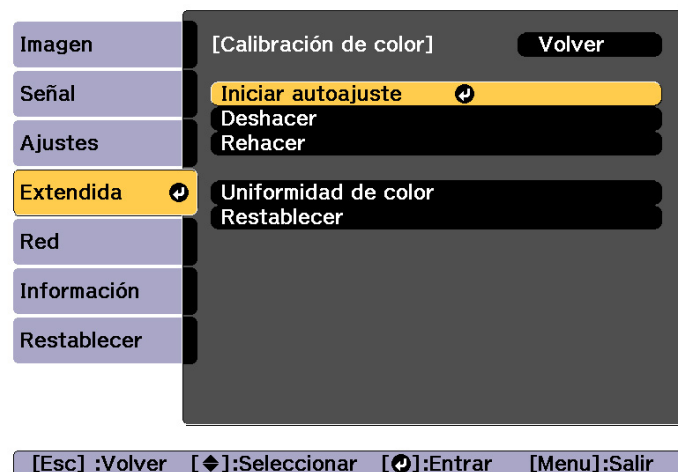 Imagen
Señal
Ajustes
Extendida
Red
Información
Restablecer
[Calibración de color] Volver
Iniciar autoajuste
Deshacer
Rehacer
Uniformidad de color
Restablecer
[Esc] :Volver [◆]:Seleccionar [↵]:Entrar [Menu]:Salir